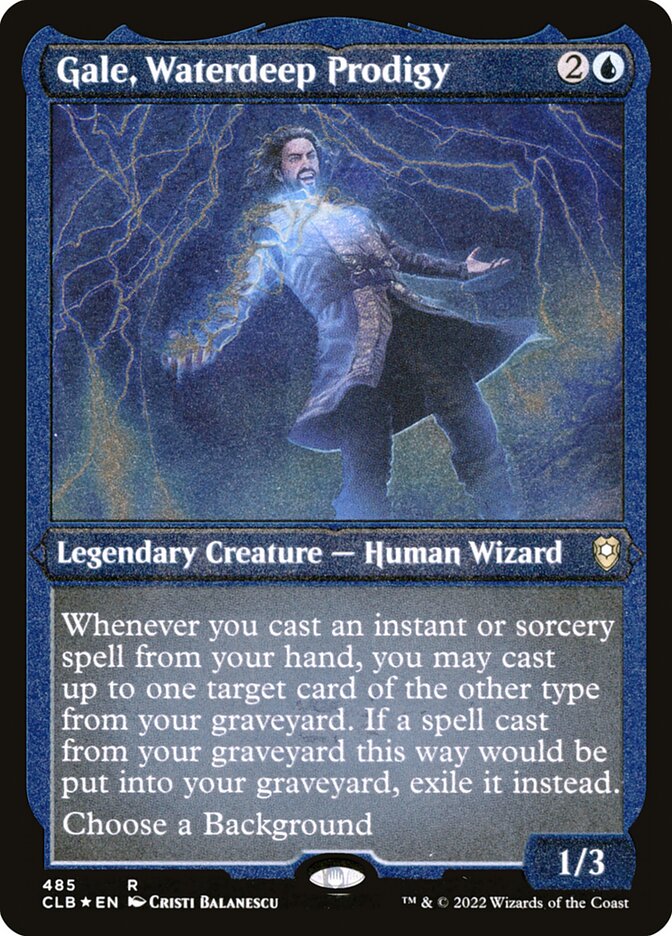 Gale, Waterdeep Prodigy 2
Legendary Creature — Human Wizard
Whenever you cast an instant or sorcery
spell from your hand, you may cast
up to one target card of the other type
from your graveyard. If a spell cast
from your graveyard this way would be
put into your graveyard, exile it instead.
Choose a Background
1/3
485 R
CLB★EN CRISTI BALANESCU
™ & © 2022 Wizards of the Coast